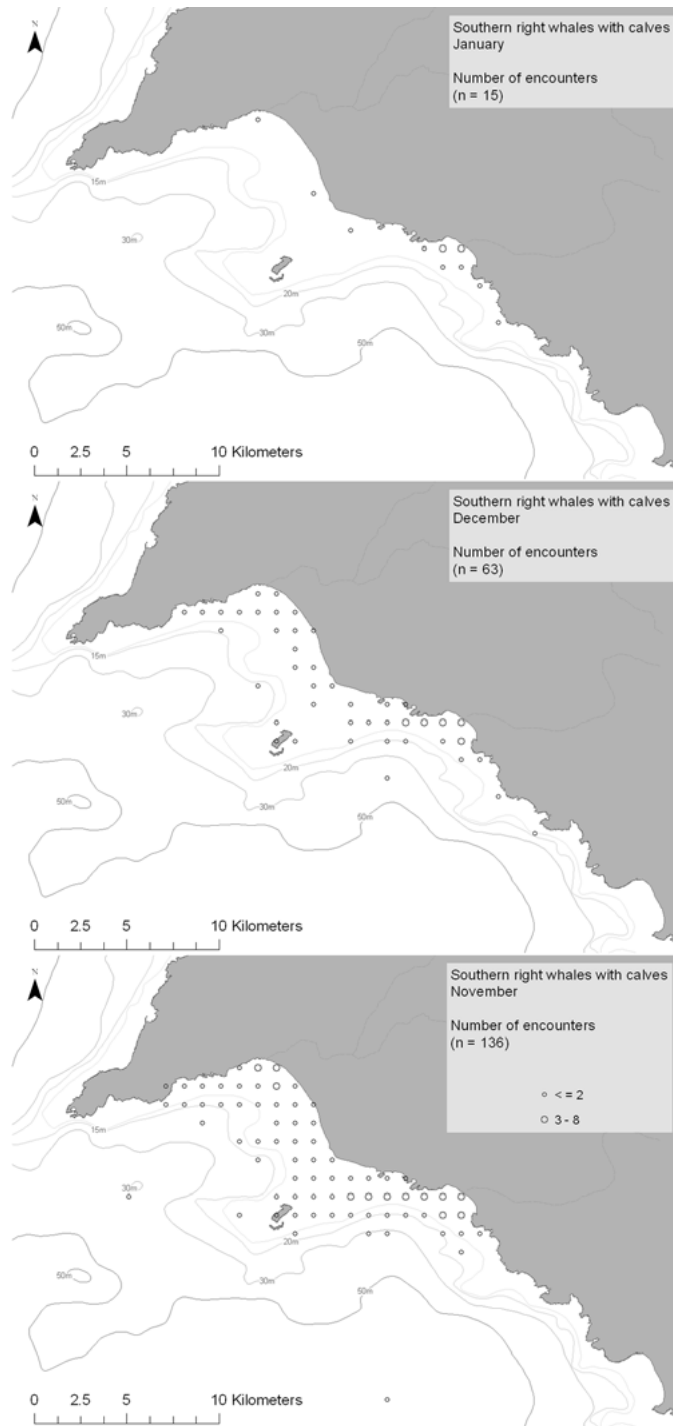 Southern right whales with calves
January
Number of encounters
(n = 15)
N
15m
30m
20m
30m
50m
50m
0 2.5 5 10 Kilometers
Southern right whales with calves
December
Number of encounters
(n = 63)
N
15m
30m
20m
30m
50m
50m
0 2.5 5 10 Kilometers
Southern right whales with calves
November
Number of encounters
(n = 136)
< = 2
3 - 8
N
15m
30m
20m
30m
50m
50m
0 2.5 5 10 Kilometers